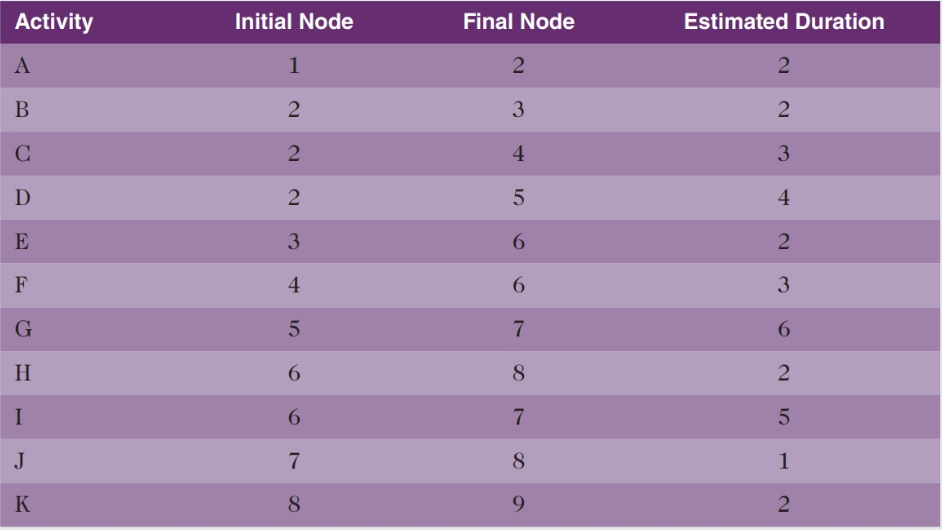 Activity Initial Node Final Node Estimated Duration
A 1 2 2
B 2 3 2
C 2 4 3
D 2 5 4
E 3 6 2
F 4 6 3
G 5 7 6
H 6 8 2
I 6 7 5
J 7 8 1
K 8 9 2